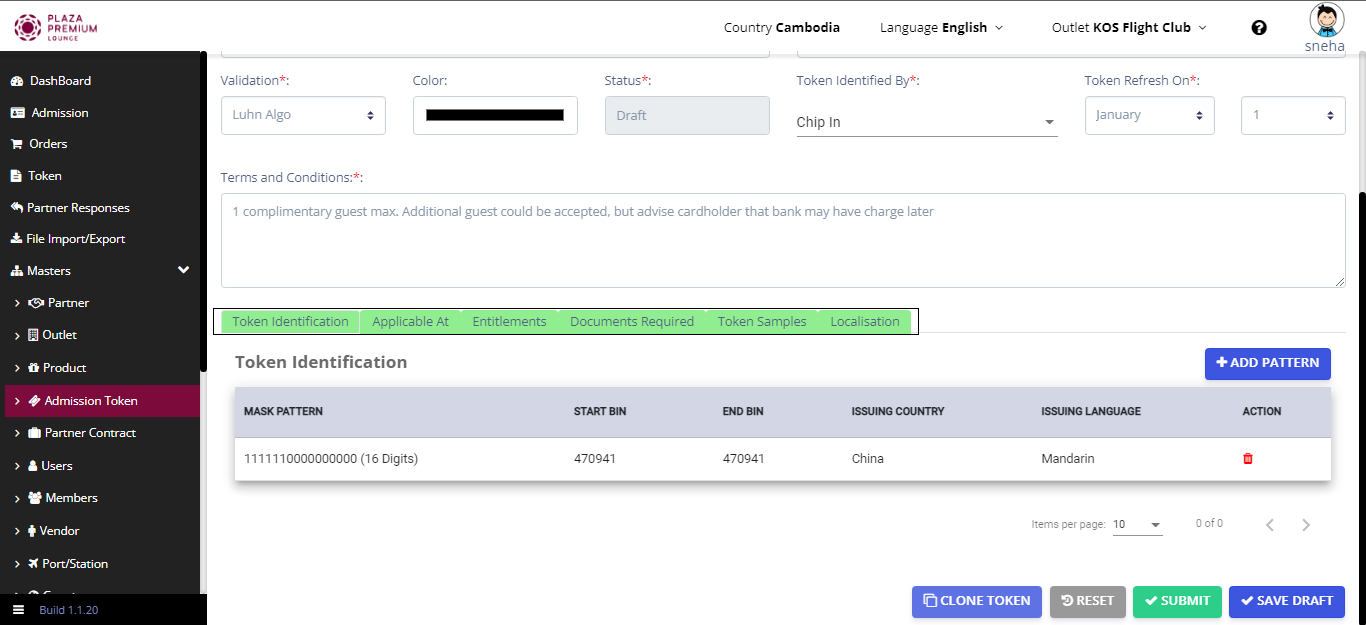 PLAZA
PREMIUM
LOUNGE
Country Cambodia
Language English
Outlet KOS Flight Club
sneha
DashBoard
Admission
Orders
Token
Partner Responses
File Import/Export
Masters
Partner
Outlet
Product
Admission Token
Partner Contract
Users
Members
Vendor
Port/Station
Build 1.1.20
Validation*:
Color:
Status*:
Token Identified By*:
Token Refresh On*:
Luhn Algo
Draft
Chip In
January
1
Terms and Conditions:*:
1 complimentary guest max. Additional guest could be accepted, but advise cardholder that bank may have charge later
Token Identification Applicable At Entitlements Documents Required Token Samples Localisation
Token Identification
ADD PATTERN
MASK PATTERN START BIN END BIN ISSUING COUNTRY ISSUING LANGUAGE ACTION
1111110000000000 (16 Digits) 470941 470941 China Mandarin
Items per page: 10 0 of 0
CLONE TOKEN RESET SUBMIT SAVE DRAFT